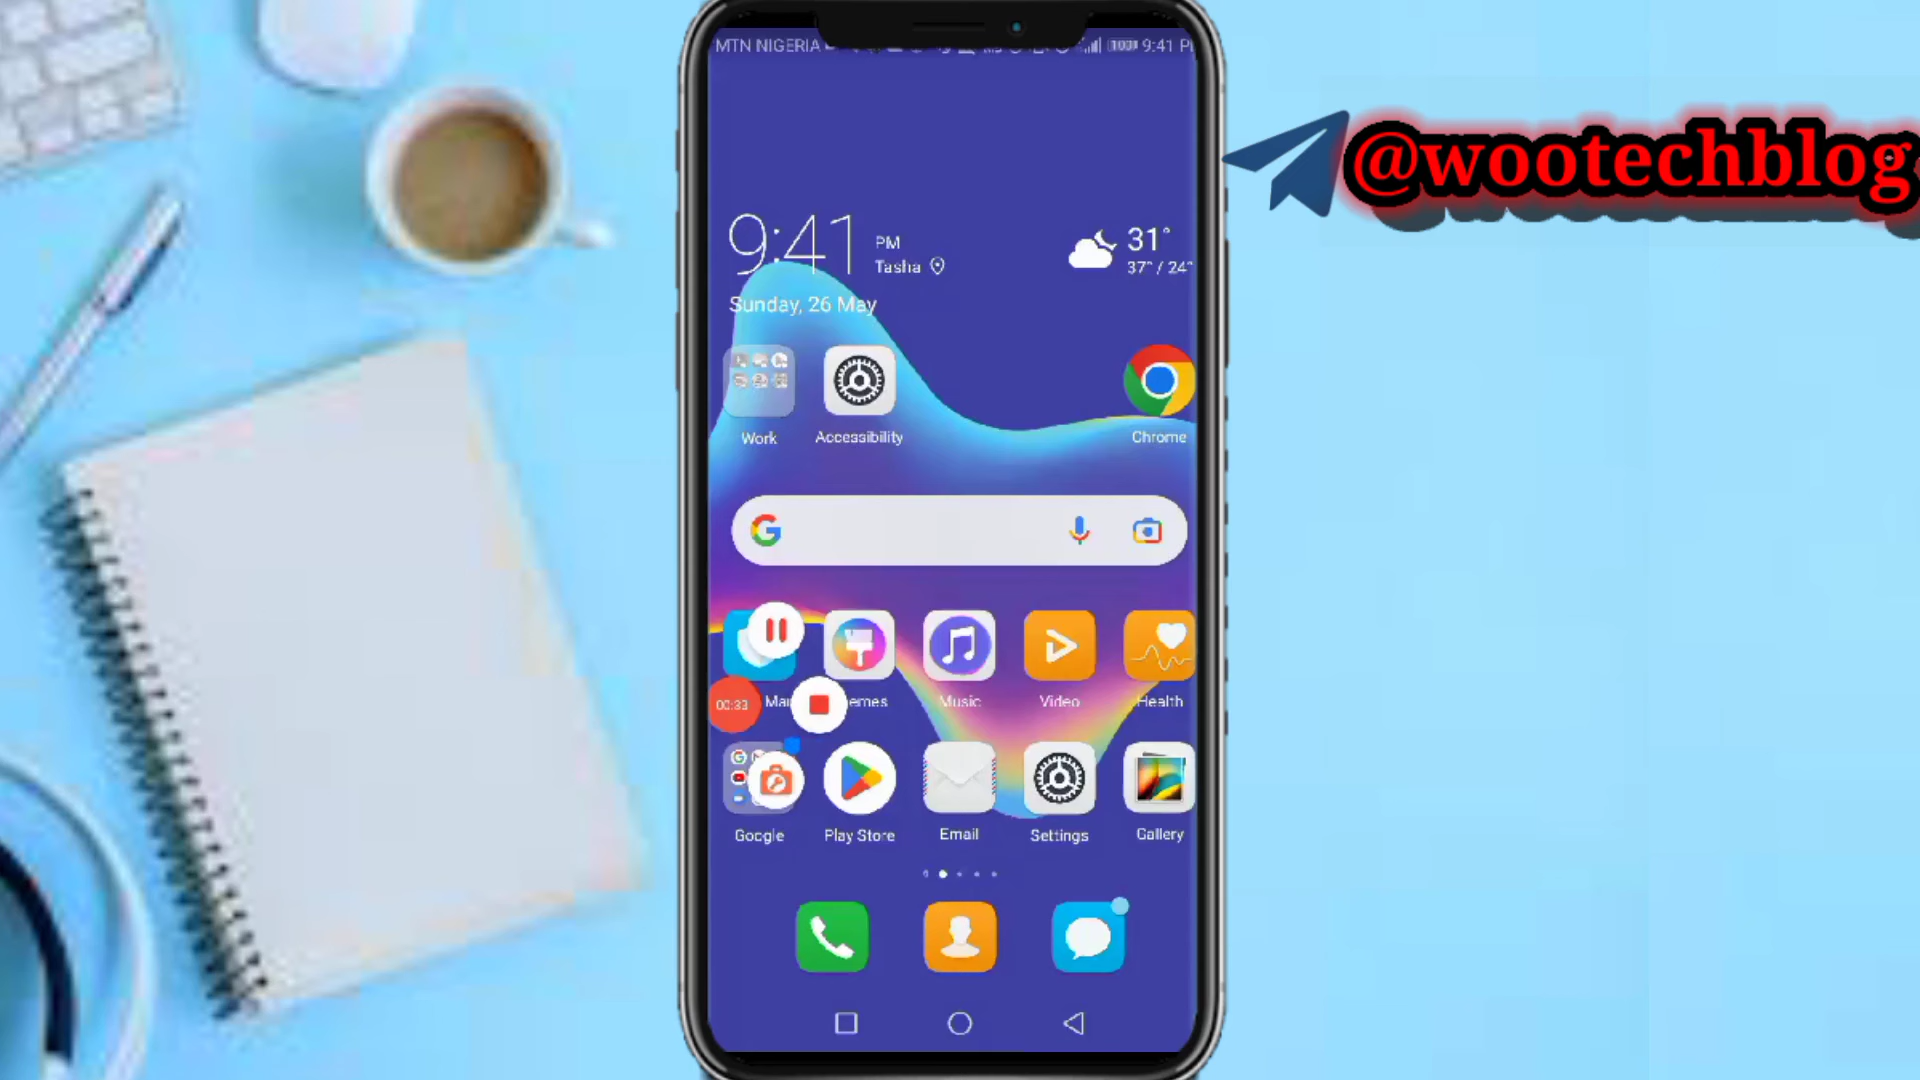 MTN NIGERIA
9:41 P
@wootechblog
9:41
PM
Tasha
31°
37° / 24°
Sunday, 26 May
Work
Accessibility
Chrome
Music
Video
Health
00:33
Google
Play Store
Email
Settings
Gallery